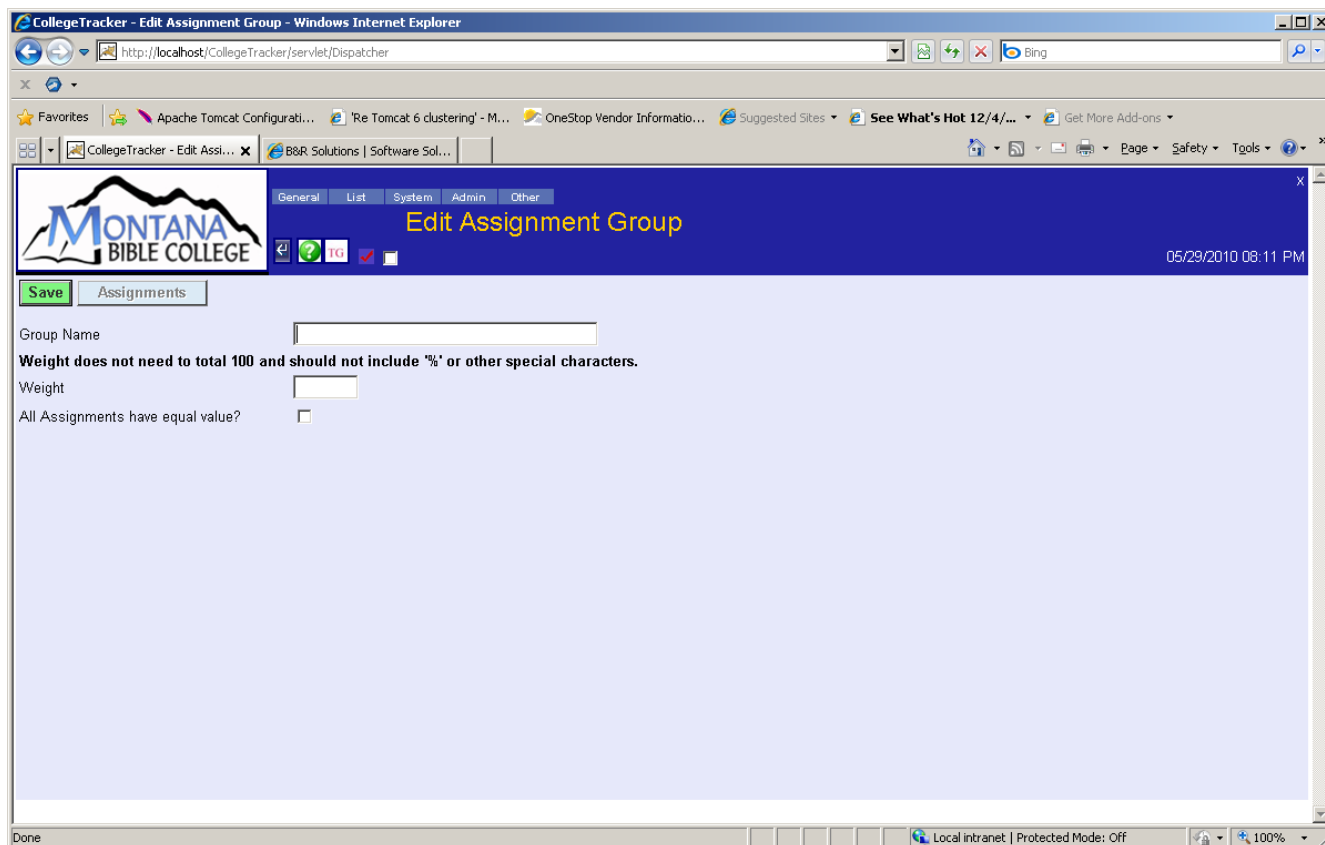 CollegeTracker - Edit Assignment Group - Windows Internet Explorer
http://localhost/CollegeTracker/servlet/Dispatcher
Bing
x
Favorites Apache Tomcat Configurati... 'Re Tomcat 6 clustering' - M... OneStop Vendor Informatio... Suggested Sites See What's Hot 12/4/... Get More Add-ons
CollegeTracker - Edit Assi... X B&R Solutions | Software Sol... Page Safety Tools »
General List System Admin Other X
MONTANA
BIBLE COLLEGE
Edit Assignment Group
TG
05/29/2010 08:11 PM
Save Assignments
Group Name
Weight does not need to total 100 and should not include '%' or other special characters.
Weight
All Assignments have equal value?
Done Local intranet | Protected Mode: Off 100%